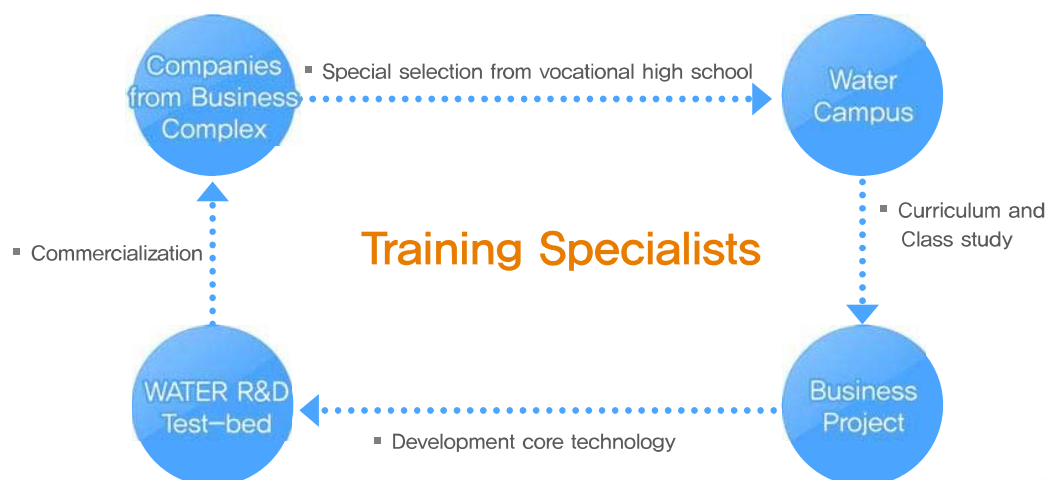 Companies
from Business
Complex
▪ Special selection from vocational high school
Water
Campus
▪ Curriculum and
Class study
Training Specialists
▪ Commercialization
WATER R&D
Test-bed
▪ Development core technology
Business
Project